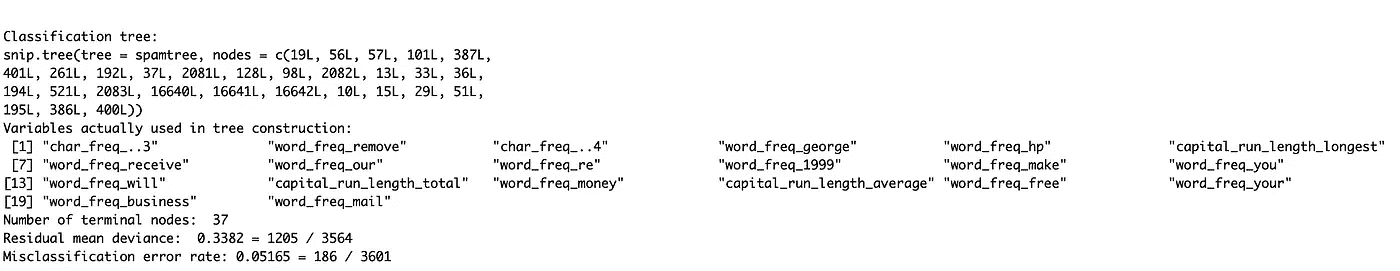 Classification tree:
snip.tree(tree = spamtree, nodes = c(19L, 56L, 57L, 101L, 387L,
401L, 261L, 192L, 37L, 2081L, 128L, 98L, 2082L, 13L, 33L, 36L,
194L, 521L, 2083L, 16640L, 16641L, 16642L, 10L, 15L, 29L, 51L,
195L, 386L, 400L))
Variables actually used in tree construction:
[1] "char_freq_..3" "word_freq_remove" "char_freq_..4" "word_freq_george" "word_freq_hp" "capital_run_length_longest"
[7] "word_freq_receive" "word_freq_our" "word_freq_re" "word_freq_1999" "word_freq_make" "word_freq_you"
[13] "word_freq_will" "capital_run_length_total" "word_freq_money" "capital_run_length_average" "word_freq_free" "word_freq_your"
[19] "word_freq_business" "word_freq_mail"
Number of terminal nodes: 37
Residual mean deviance: 0.3382 = 1205 / 3564
Misclassification error rate: 0.05165 = 186 / 3601